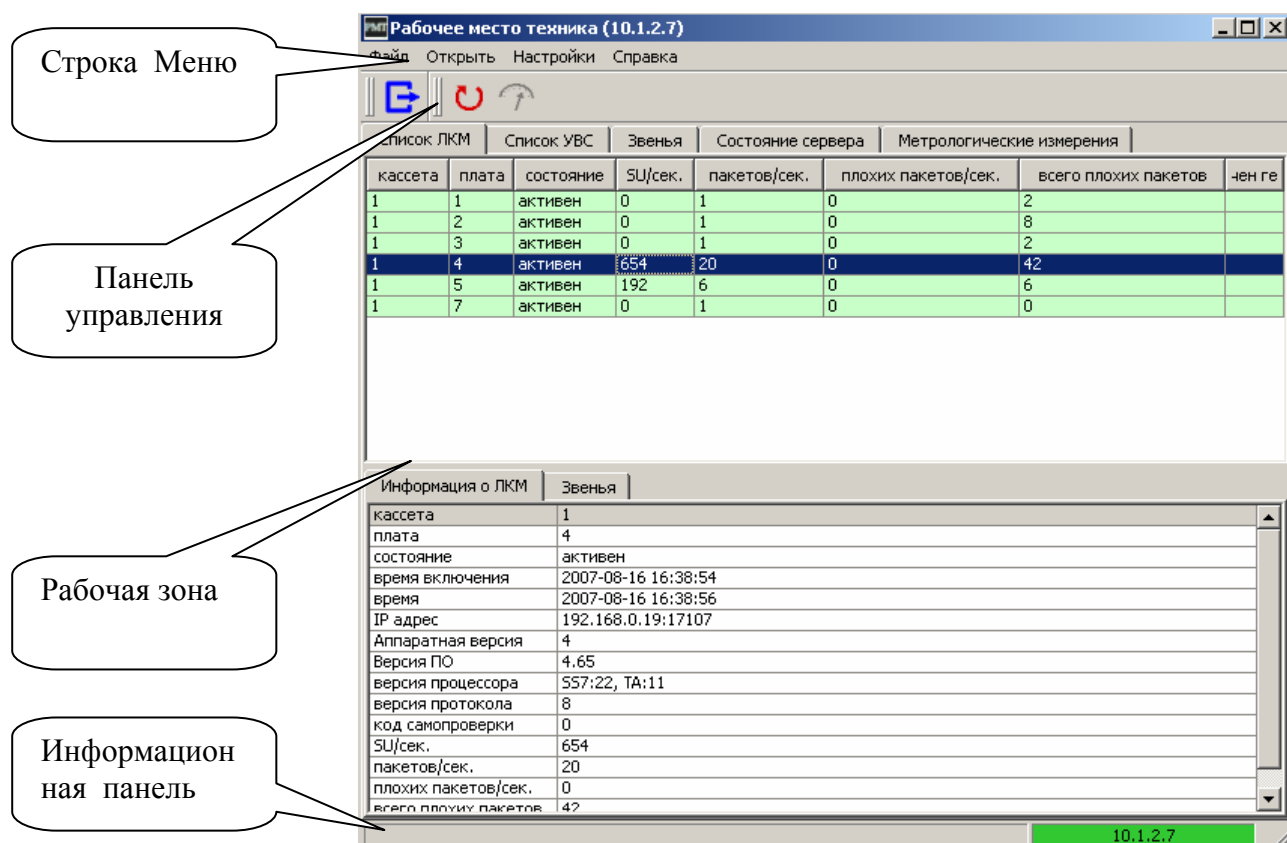 Строка Меню
Панель
управления
Рабочая зона
Информацион
ная панель
РМТ Рабочее место техника (10.1.2.7)
Файл Открыть Настройки Справка
Список ЛКМ Список УВС Звенья Состояние сервера Метрологические измерения
кассета плата состояние SU/сек. пакетов/сек. плохих пакетов/сек. всего плохих пакетов чен ге
1 1 активен 0 1 0 2
1 2 активен 0 1 0 8
1 3 активен 0 1 0 2
1 4 активен 654 20 0 42
1 5 активен 192 6 0 6
1 7 активен 0 1 0 0
Информация о ЛКМ Звенья
кассета 1
плата 4
состояние активен
время включения 2007-08-16 16:38:54
время 2007-08-16 16:38:56
IP адрес 192.168.0.19:17107
Аппаратная версия 4
Версия ПО 4.65
версия процессора SS7:22, TA:11
версия протокола 8
код самопроверки 0
SU/сек. 654
пакетов/сек. 20
плохих пакетов/сек. 0
всего плохих пакетов 42
10.1.2.7